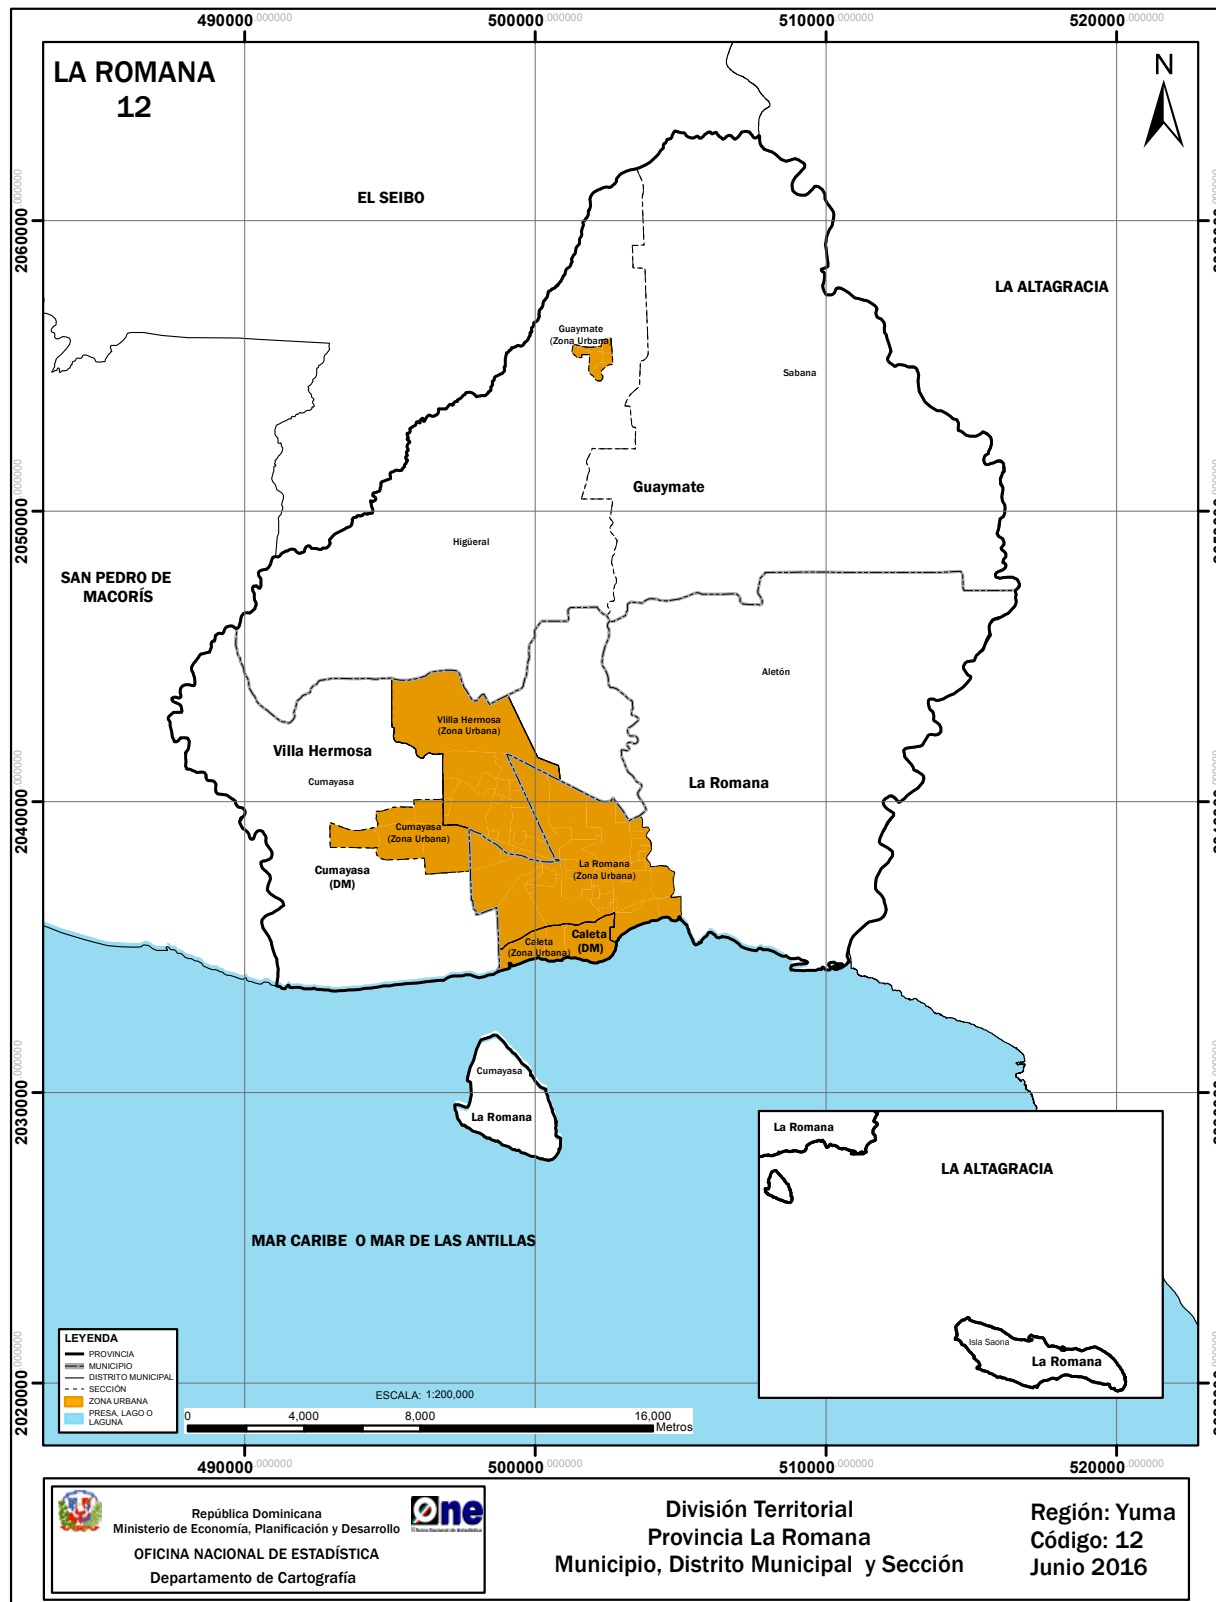 490000.000000
500000.000000
510000.000000
520000.000000
LA ROMANA
12
N
EL SEIBO
2060000.000000
LA ALTAGRACIA
Guaymate
(Zona Urbana)
Sabana
Guaymate
2050000.000000
Higüeral
SAN PEDRO DE
MACORÍS
Aletón
VIilla Hermosa
(Zona Urbana)
Villa Hermosa
Cumayasa
La Romana
2040000.000000
Cumayasa
(Zona Urbana)
La Romana
(Zona Urbana)
Cumayasa
(DM)
Caleta
(DM)
Caleta
(Zona Urbana)
Cumayasa
2030000.000000
La Romana
La Romana
LA ALTAGRACIA
MAR CARIBE O MAR DE LAS ANTILLAS
Isla Saona
La Romana
2020000.000000
LEYENDA
PROVINCIA
MUNICIPIO
DISTRITO MUNICIPAL
SECCIÓN
ZONA URBANA
PRESA, LAGO O
LAGUNA
ESCALA: 1:200,000
0
4,000
8,000
16,000
Metros
490000.000000
500000.000000
510000.000000
520000.000000
República Dominicana
Ministerio de Economía, Planificación y Desarrollo
OFICINA NACIONAL DE ESTADÍSTICA
Departamento de Cartografía
One
Oficina Nacional de Estadística
División Territorial
Provincia La Romana
Municipio, Distrito Municipal y Sección
Región: Yuma
Código: 12
Junio 2016